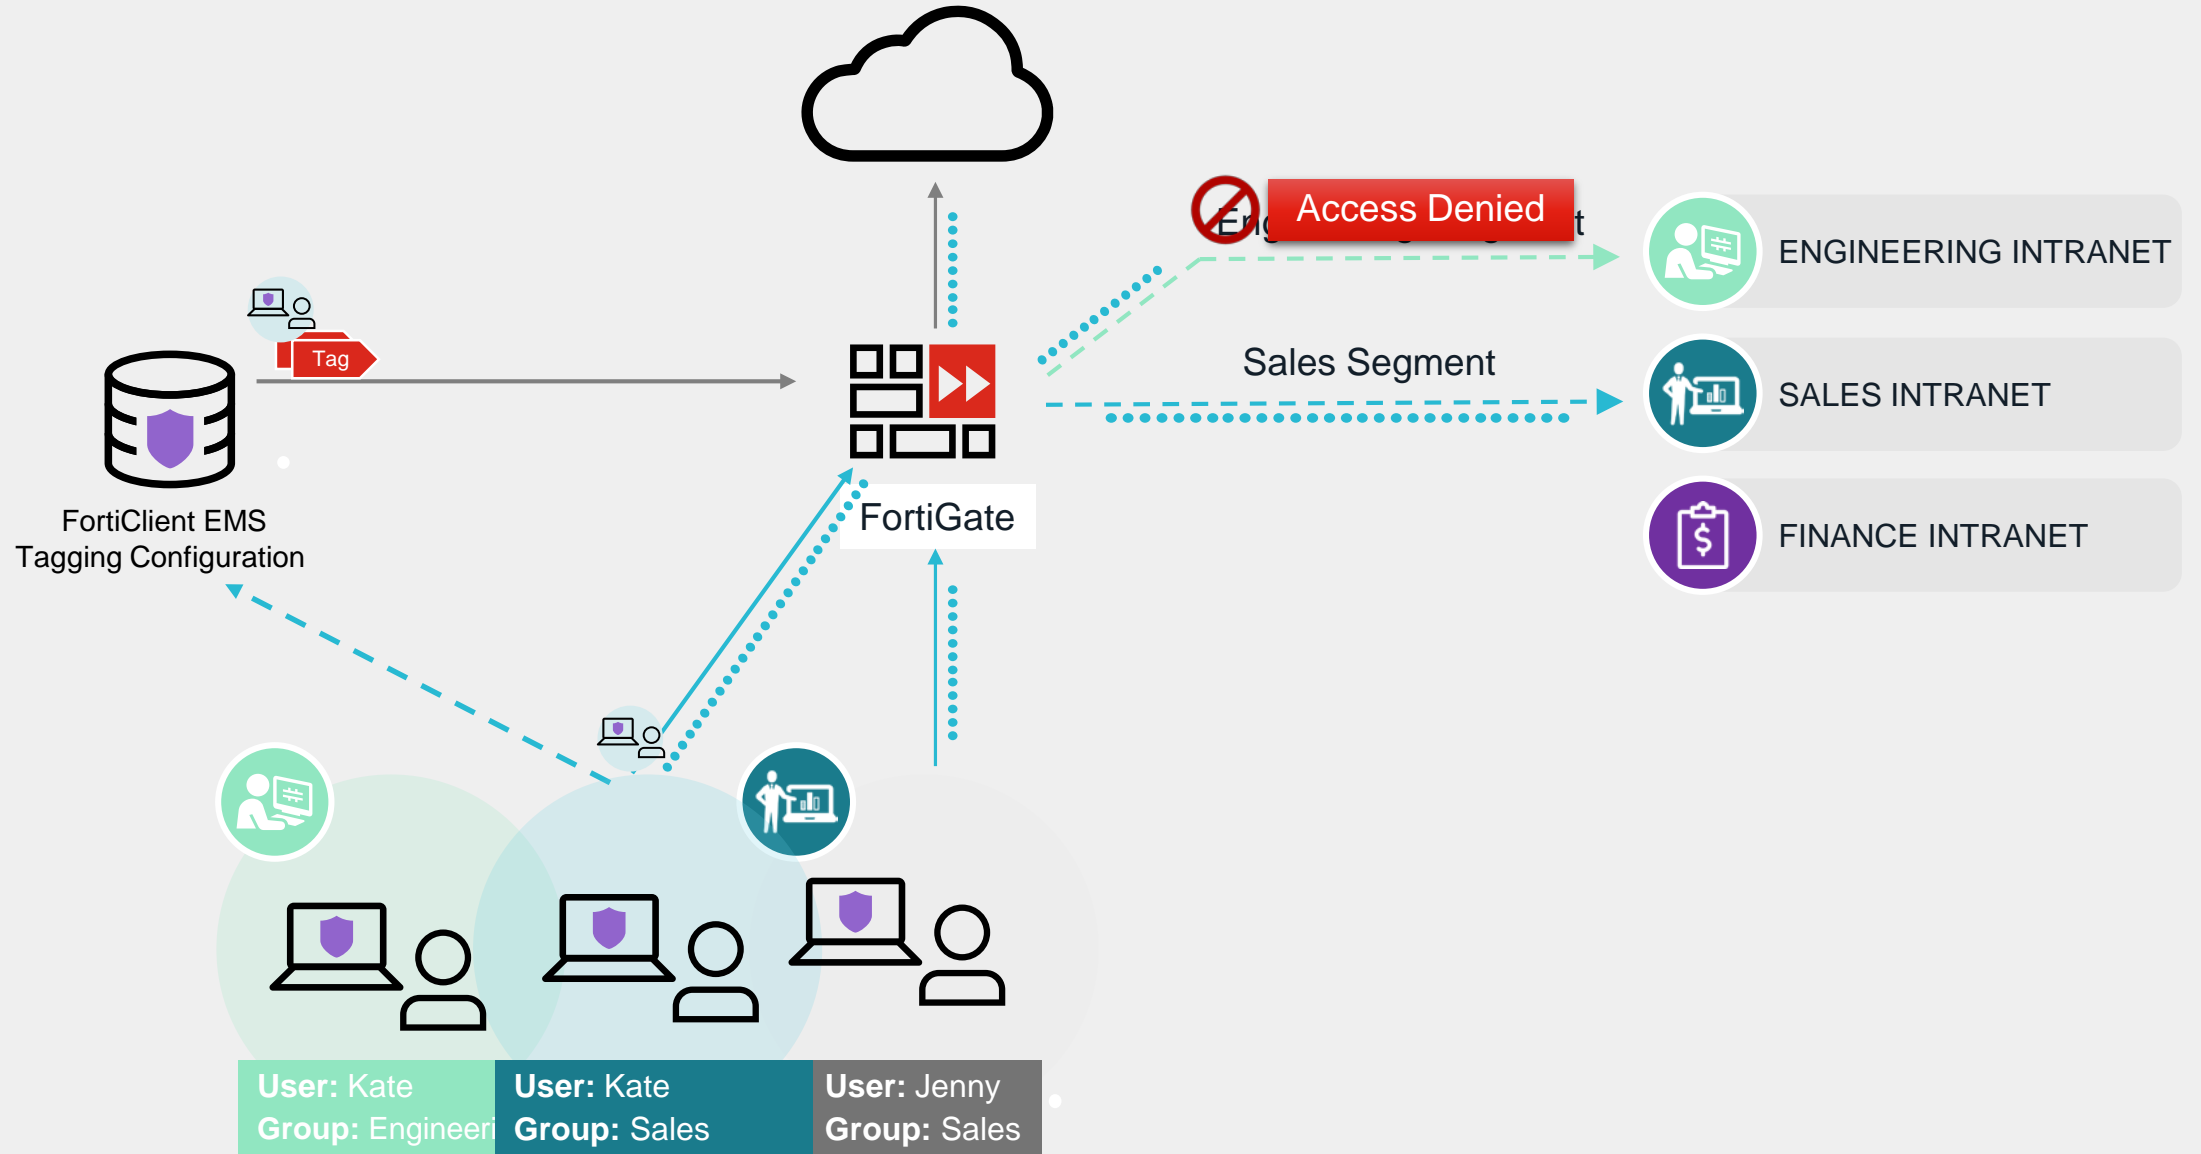 Access Denied
ENGINEERING INTRANET
Tag
Sales Segment
SALES INTRANET
FortiClient EMS
Tagging Configuration
FortiGate
FINANCE INTRANET
User: Kate
Group: Engineeri
User: Kate
Group: Sales
User: Jenny
Group: Sales